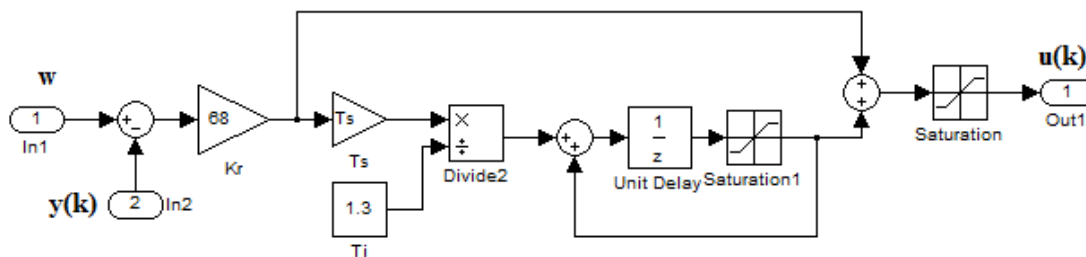 w
1
In1
y(k)
2
In2
+
−
68
Kr
Ts
Ts
×
÷
Divide2
1.3
Ti
+
+
1
z
Unit Delay
Saturation1
+
+
Saturation
u(k)
1
Out1